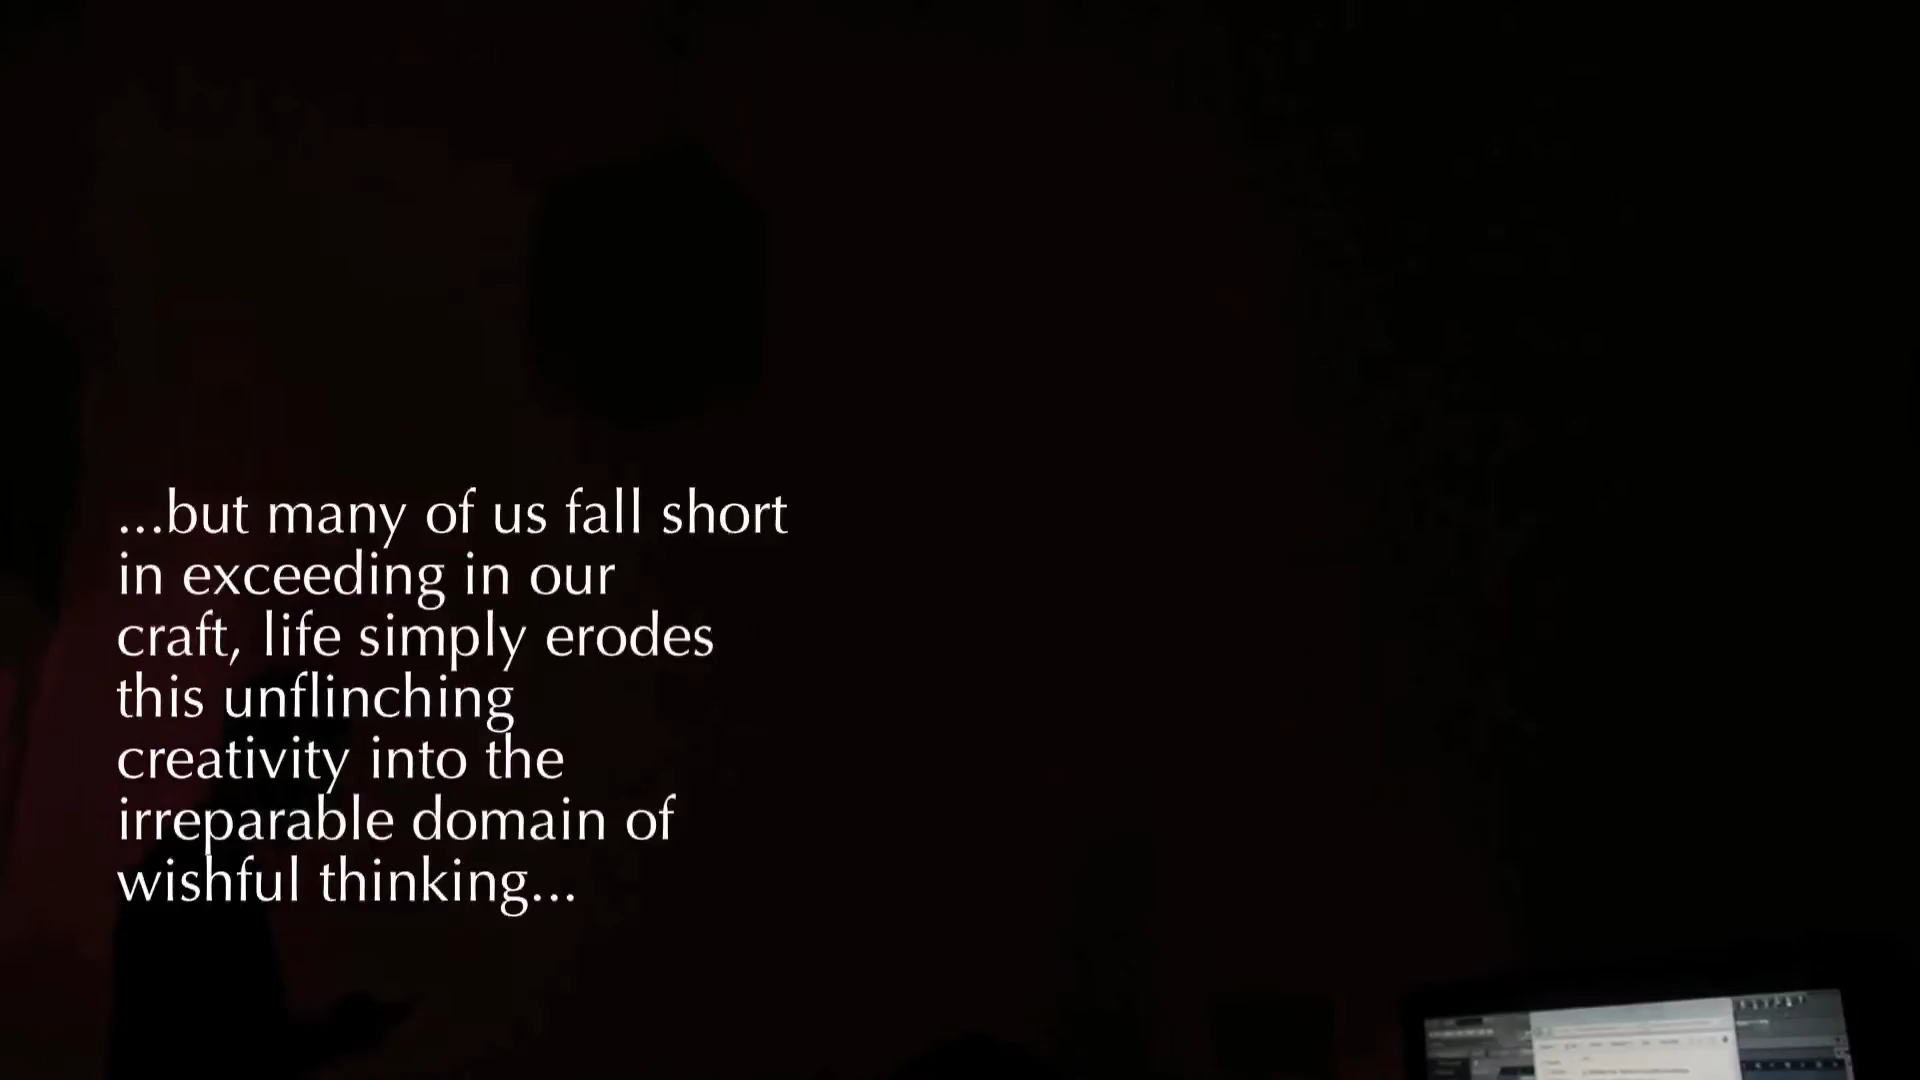 ...but many of us fall short
in exceeding in our
craft, life simply erodes
this unflinching
creativity into the
irreparable domain of
wishful thinking...